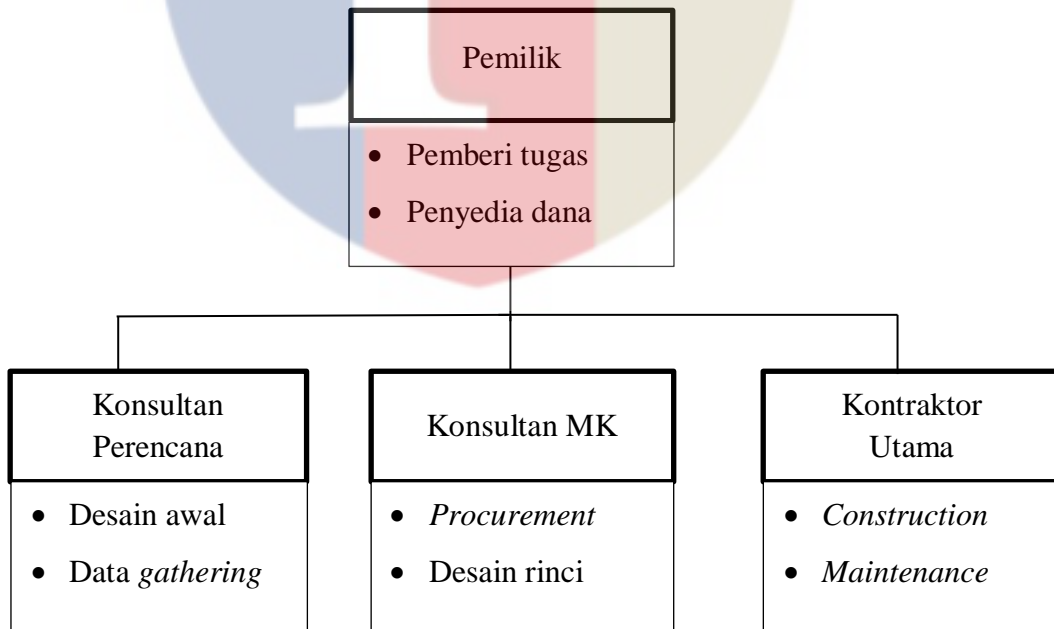 Pemilik
• Pemberi tugas
• Penyedia dana
Konsultan
Perencana
• Desain awal
• Data gathering
Konsultan MK
• Procurement
• Desain rinci
Kontraktor
Utama
• Construction
• Maintenance